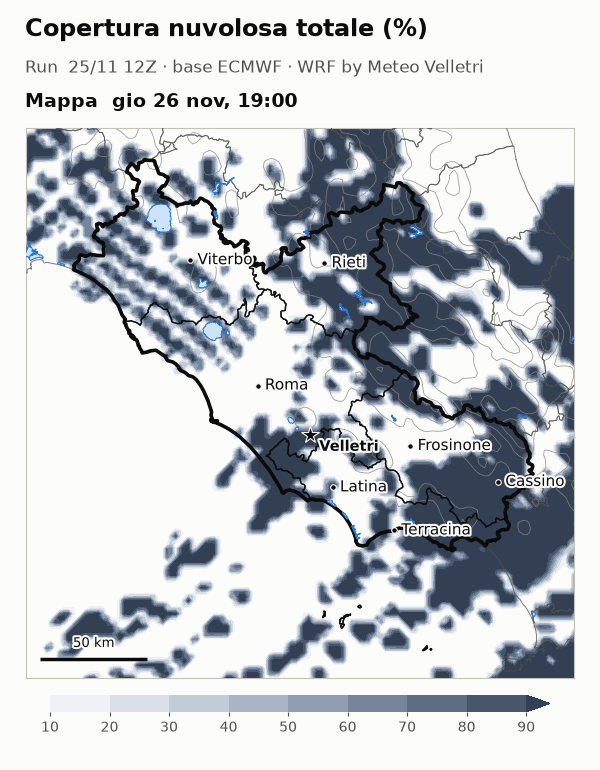 Copertura nuvolosa totale (%)
Run 25/11 12Z · base ECMWF · WRF by Meteo Velletri
Mappa gio 26 nov, 19:00
Viterbo
Rieti
Roma
Velletri
Frosinone
Cassino
Latina
Terracina
50 km
10 20 30 40 50 60 70 80 90